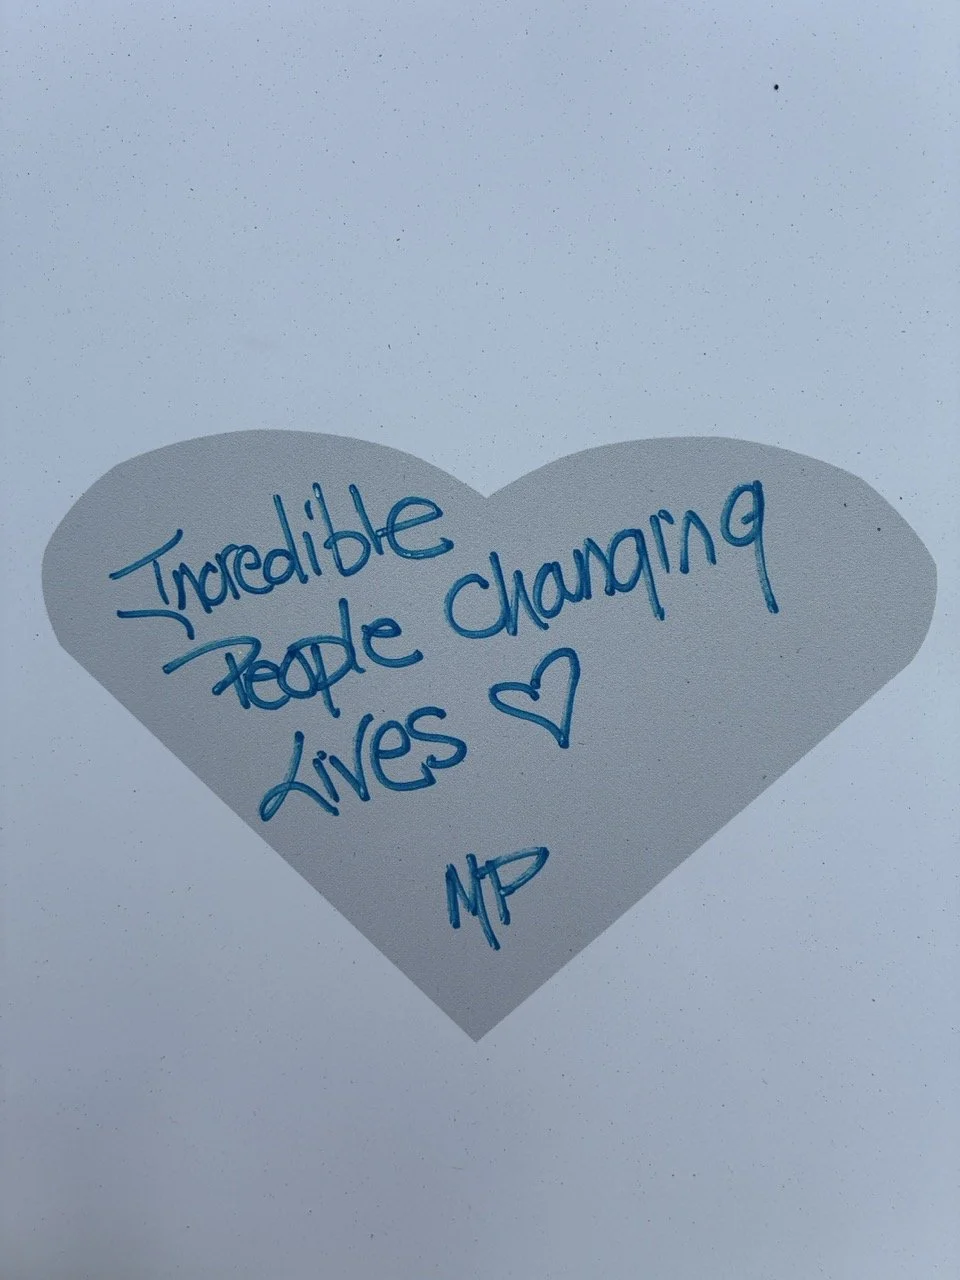 Incredible
People Changing
Lives ♡
MP